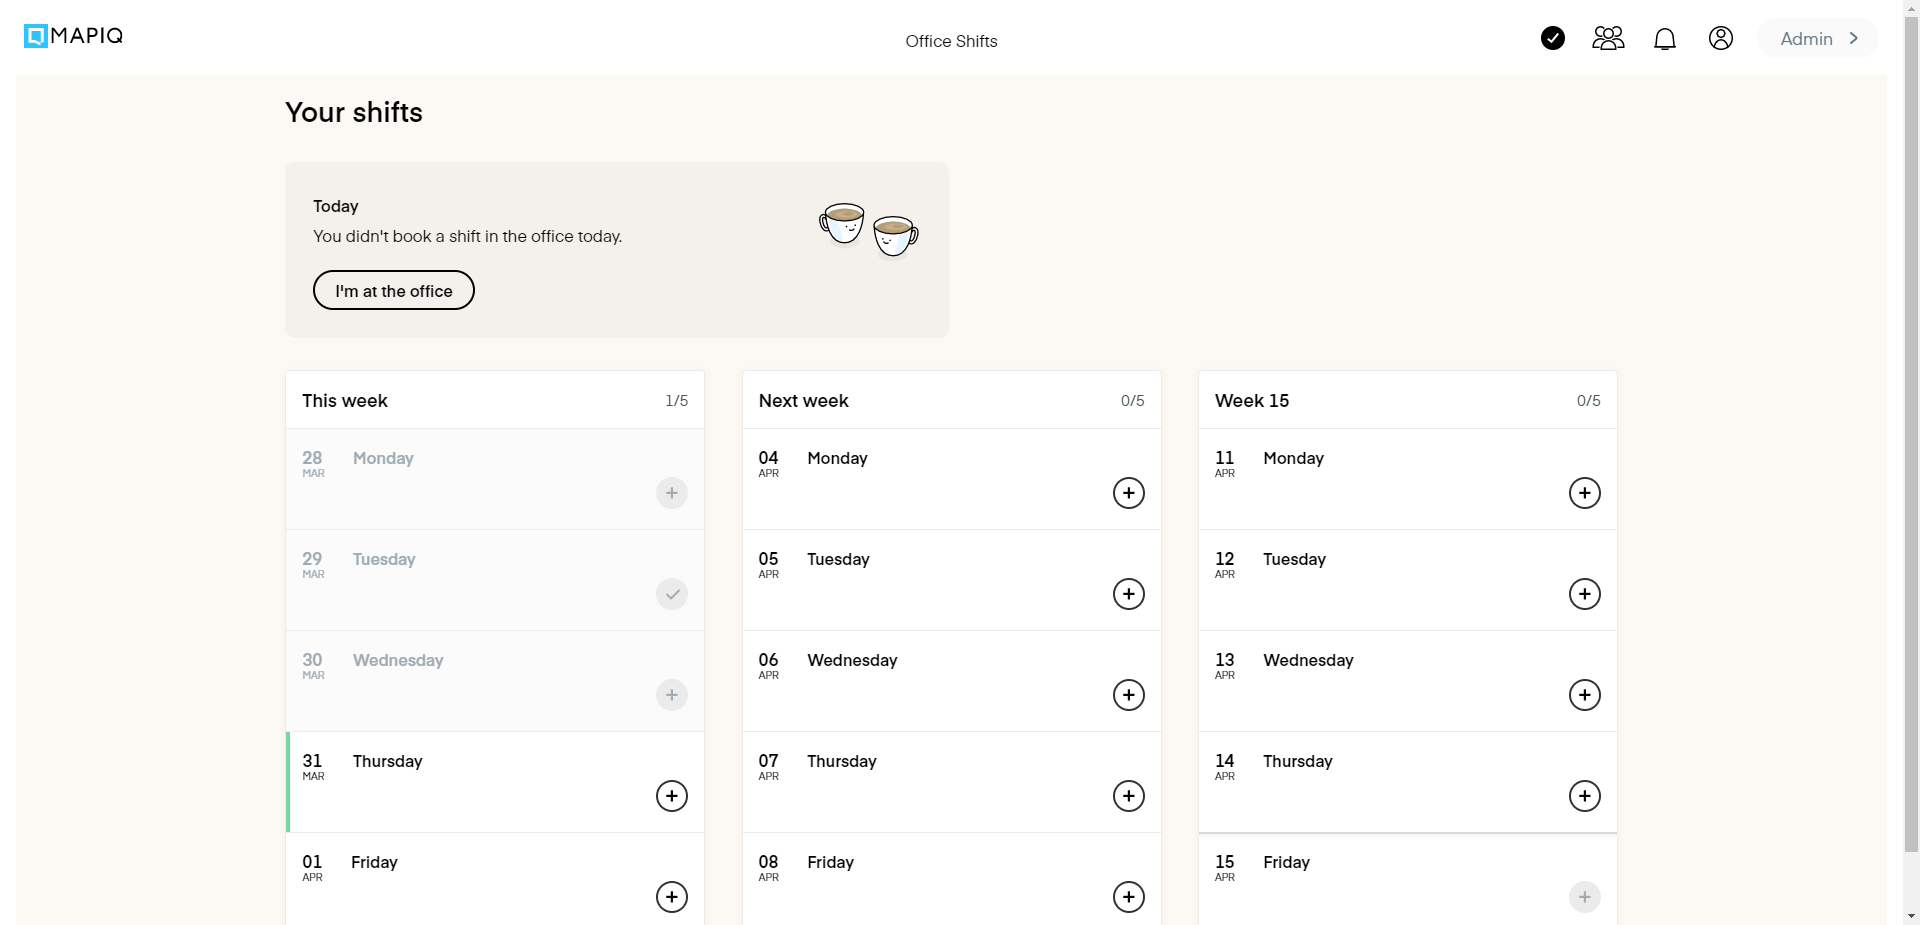 MAPIQ
Office Shifts
Admin
Your shifts
Today
You didn't book a shift in the office today.
I'm at the office
This week 1/5
28 Monday
MAR
29 Tuesday
MAR
30 Wednesday
MAR
31 Thursday
MAR
01 Friday
APR
Next week 0/5
04 Monday
APR
05 Tuesday
APR
06 Wednesday
APR
07 Thursday
APR
08 Friday
APR
Week 15 0/5
11 Monday
APR
12 Tuesday
APR
13 Wednesday
APR
14 Thursday
APR
15 Friday
APR